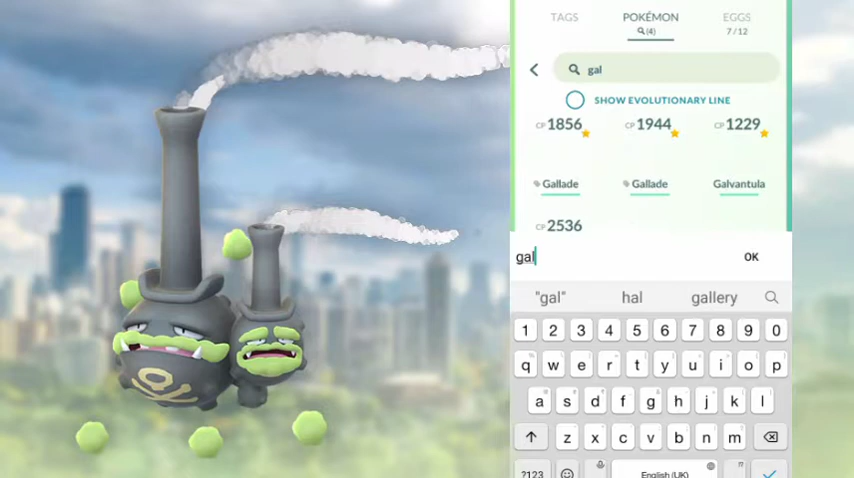 TAGS POKÉMON EGGS
(4) 7 / 12
gal
SHOW EVOLUTIONARY LINE
CP1856 CP1944 CP1229
Gallade Gallade Galvantula
CP2536
gal OK
"gal" hal gallery
1 2 3 4 5 6 7 8 9 0
q w e r t y u i o p
a s d f g h j k l
z x c v b n m
?123 English (UK)